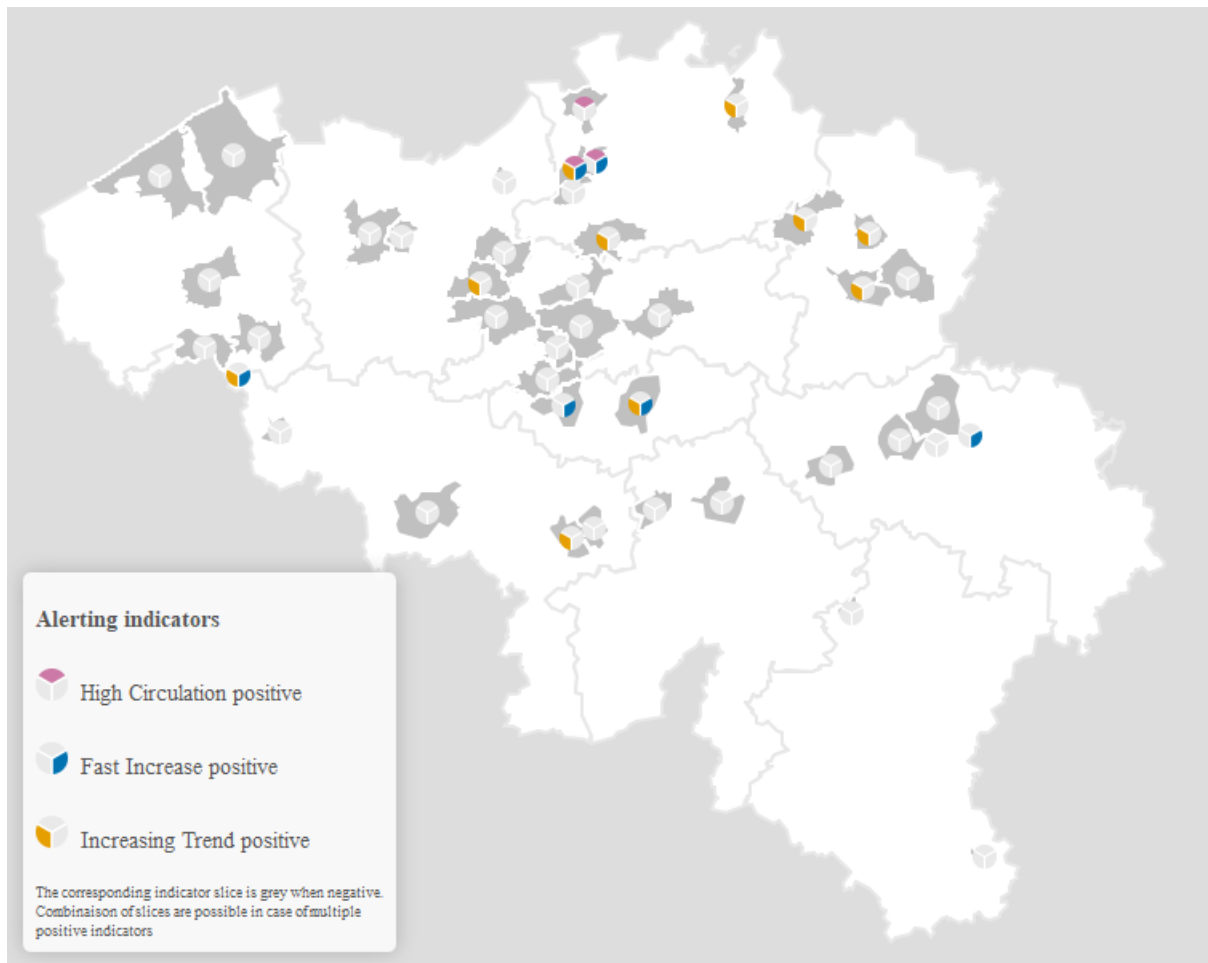 Alerting indicators
High Circulation positive
Fast Increase positive
Increasing Trend positive
The corresponding indicator slice is grey when negative.
Combinaison of slices are possible in case of multiple
positive indicators